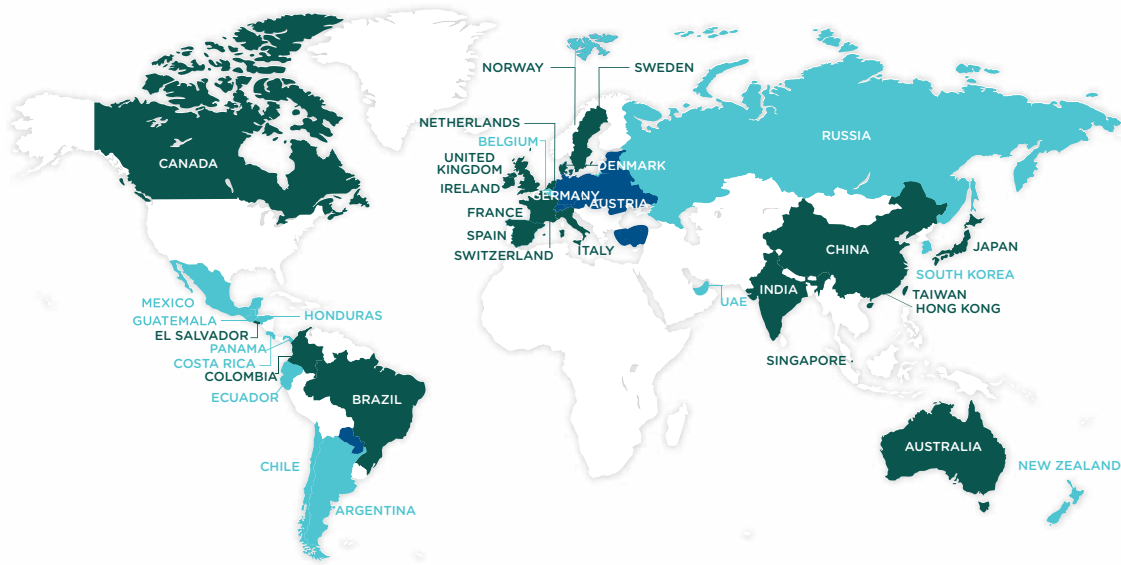 NORWAY
SWEDEN
NETHERLANDS
BELGIUM
RUSSIA
UNITED
KINGDOM
DENMARK
CANADA
IRELAND
GERMANY
AUSTRIA
FRANCE
SPAIN
SWITZERLAND
ITALY
CHINA
JAPAN
SOUTH KOREA
INDIA
TAIWAN
HONG KONG
UAE
MEXICO
GUATEMALA
HONDURAS
EL SALVADOR
PANAMA
COSTA RICA
COLOMBIA
SINGAPORE
ECUADOR
BRAZIL
AUSTRALIA
CHILE
NEW ZEALAND
ARGENTINA